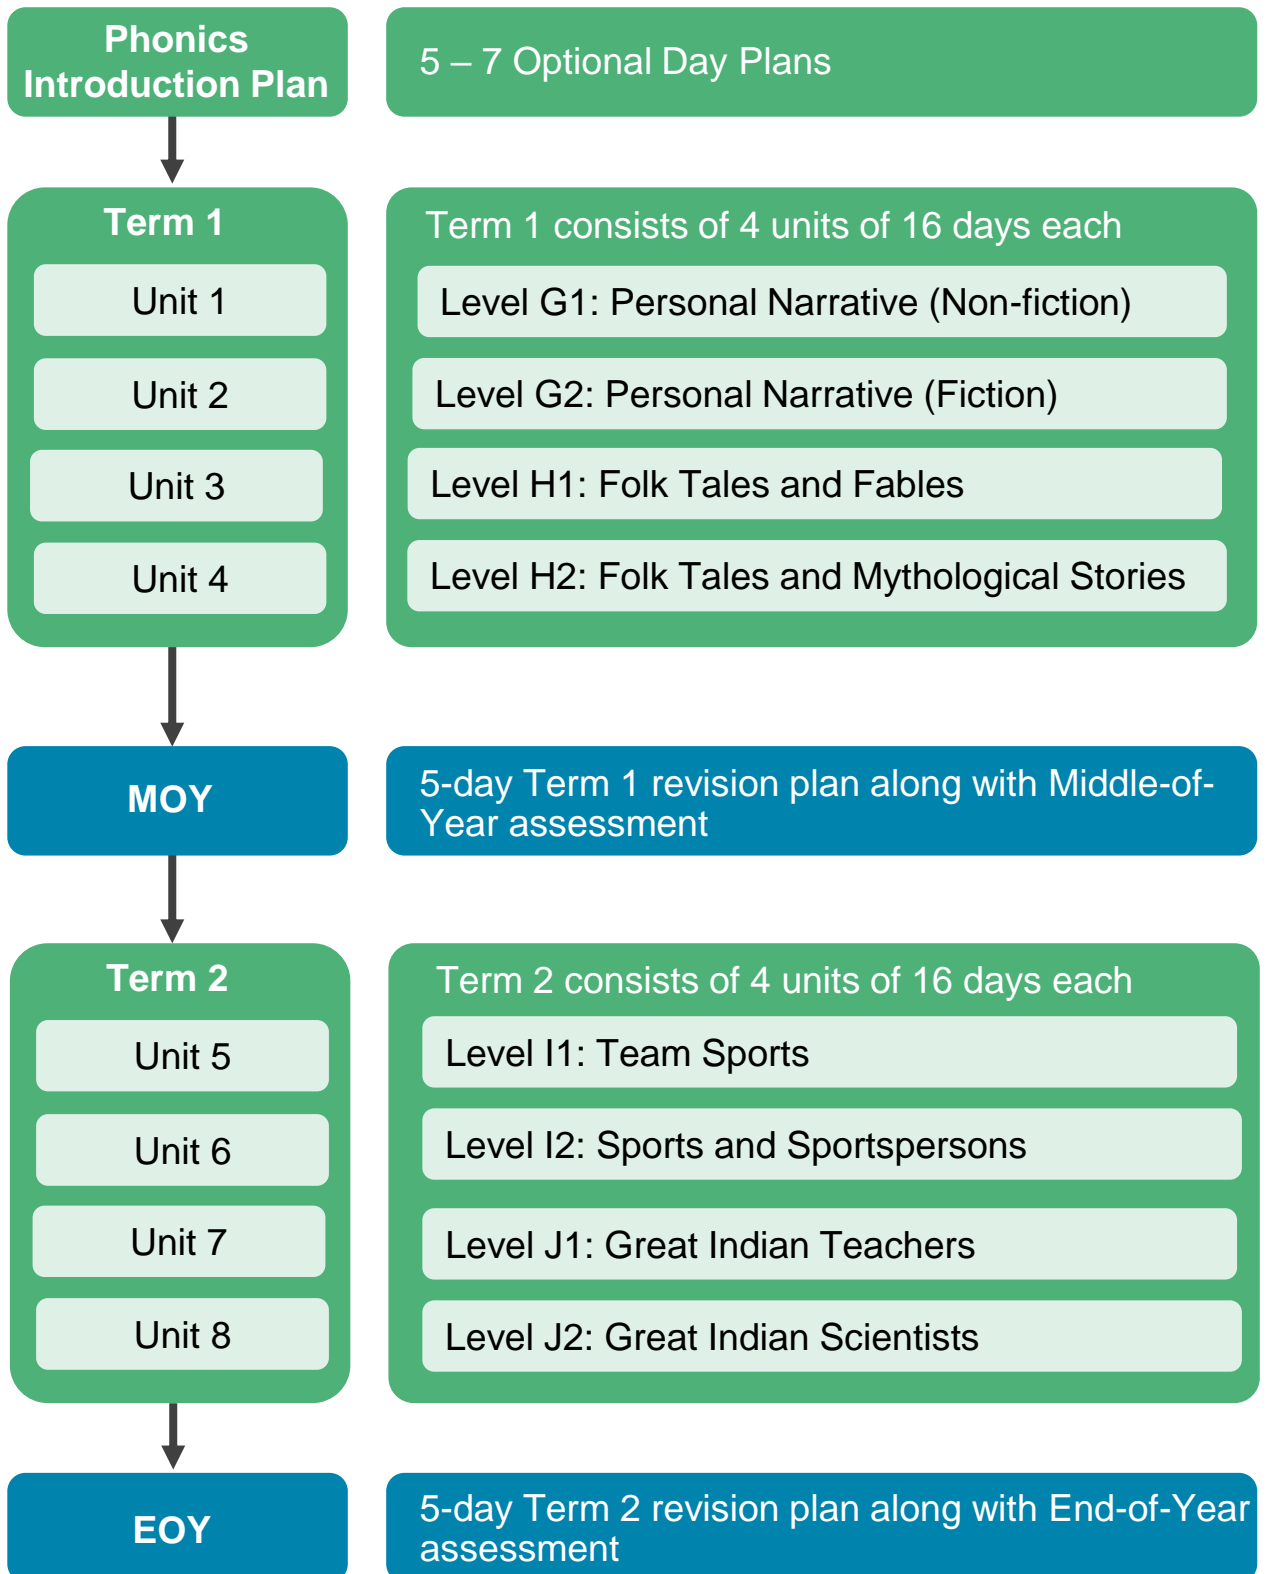 Phonics
Introduction Plan
5 – 7 Optional Day Plans
Term 1
Term 1 consists of 4 units of 16 days each
Unit 1
Level G1: Personal Narrative (Non-fiction)
Unit 2
Level G2: Personal Narrative (Fiction)
Unit 3
Level H1: Folk Tales and Fables
Unit 4
Level H2: Folk Tales and Mythological Stories
MOY
5-day Term 1 revision plan along with Middle-of-
Year assessment
Term 2
Term 2 consists of 4 units of 16 days each
Unit 5
Level I1: Team Sports
Unit 6
Level I2: Sports and Sportspersons
Unit 7
Level J1: Great Indian Teachers
Unit 8
Level J2: Great Indian Scientists
EOY
5-day Term 2 revision plan along with End-of-Year
assessment